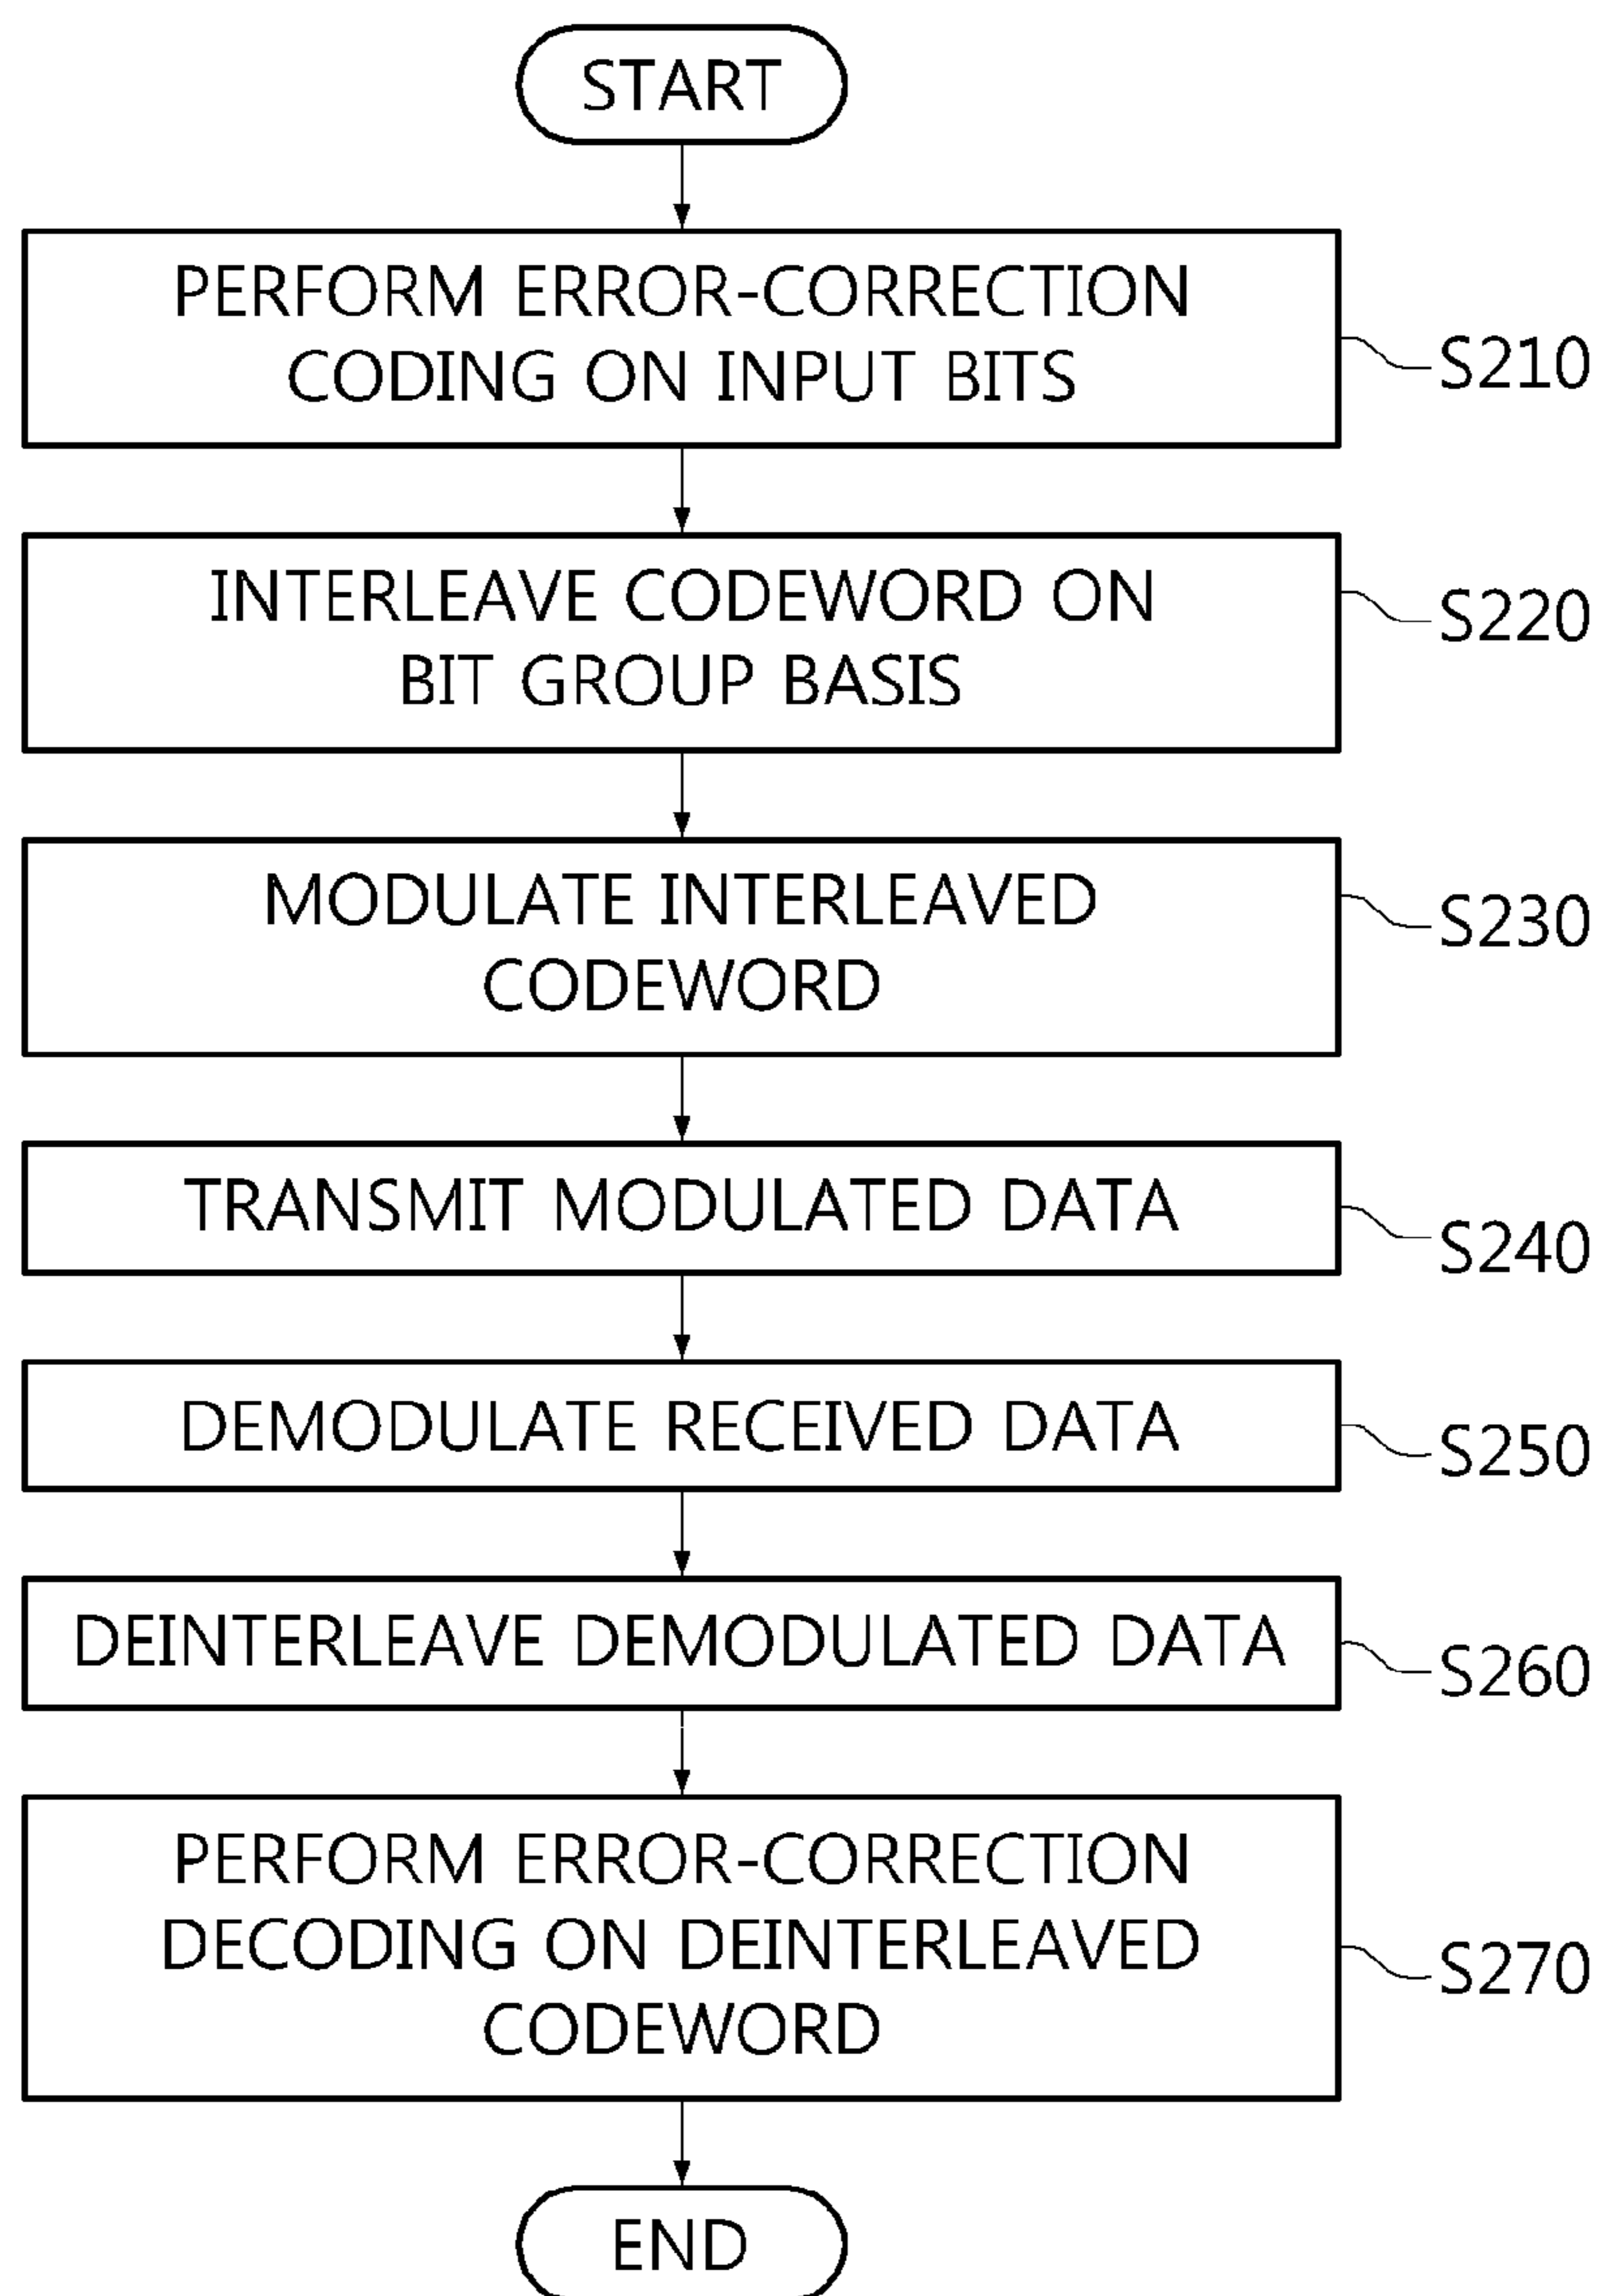 START
PERFORM ERROR-CORRECTION
CODING ON INPUT BITS
S210
INTERLEAVE CODEWORD ON
BIT GROUP BASIS
S220
MODULATE INTERLEAVED
CODEWORD
S230
TRANSMIT MODULATED DATA
S240
DEMODULATE RECEIVED DATA
S250
DEINTERLEAVE DEMODULATED DATA
S260
PERFORM ERROR-CORRECTION
DECODING ON DEINTERLEAVED
CODEWORD
S270
END